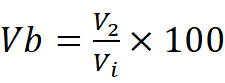 Vb = V₂/Vᵢ × 100